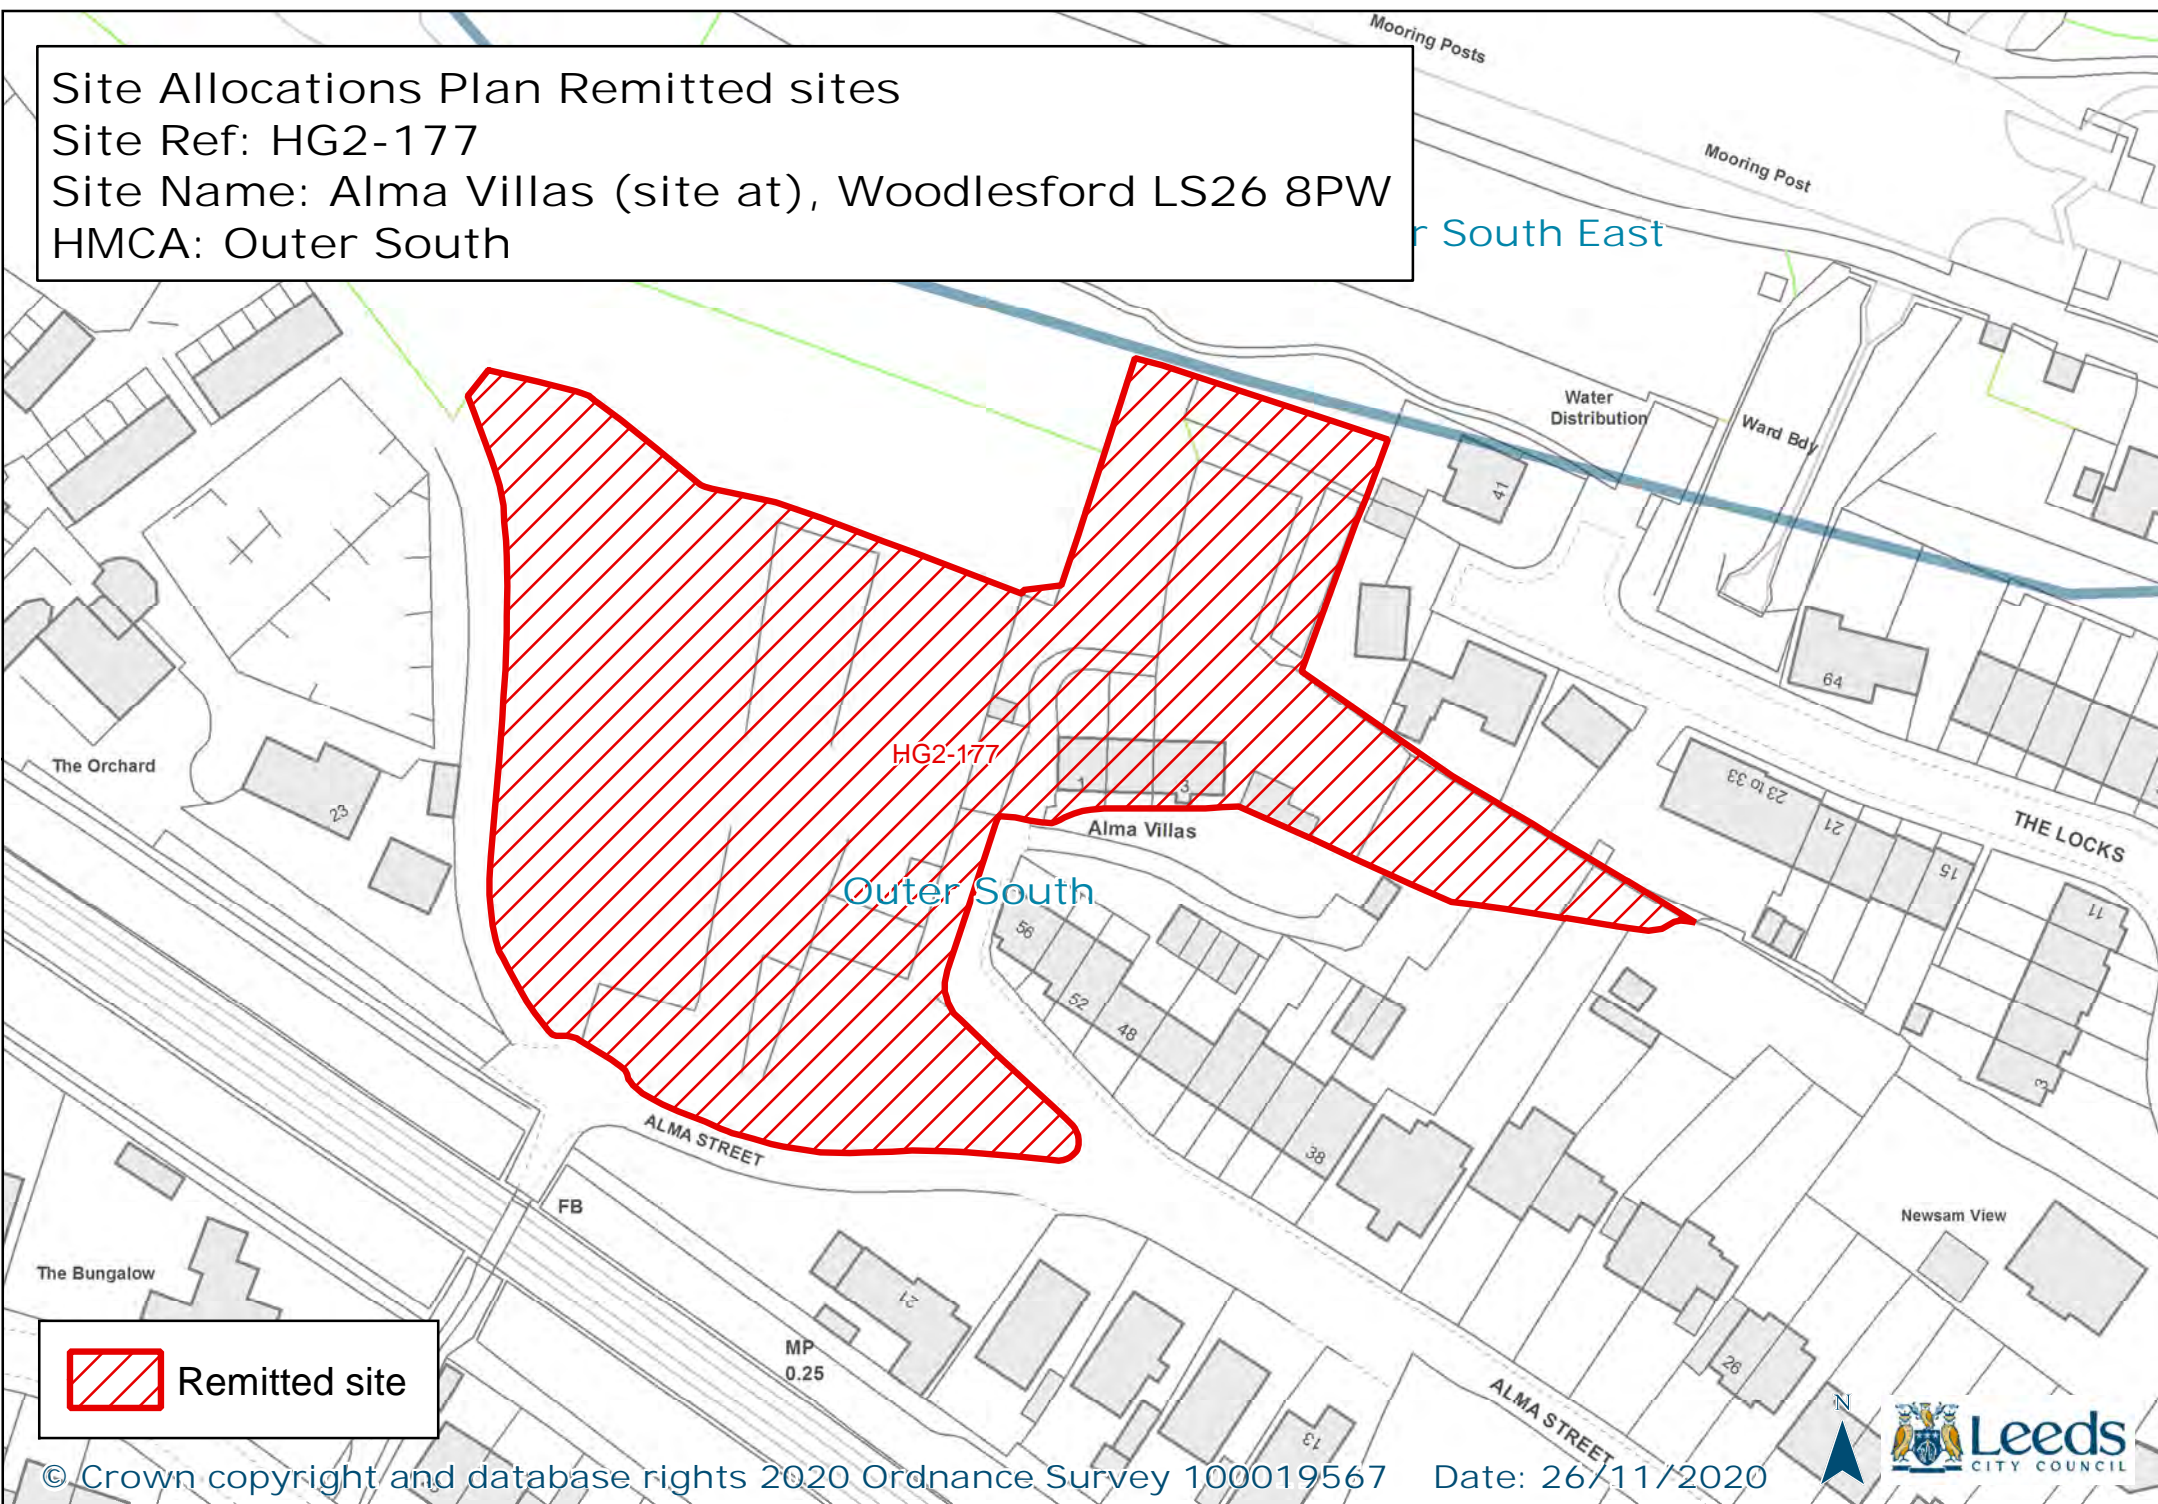 Mooring Posts
Site Allocations Plan Remitted sites
Site Ref: HG2-177
Site Name: Alma Villas (site at), Woodlesford LS26 8PW
HMCA: Outer South
Mooring Post
r South East
Water
Distribution
Ward Bdy
41
64
The Orchard
23
HG2-177
1
3
Alma Villas
23 to 33
21
15
THE LOCKS
11
3
Outer South
56
52
48
38
ALMA STREET
FB
Newsam View
The Bungalow
21
MP
0.25
26
13
ALMA STREET
Remitted site
N
Leeds
CITY COUNCIL
© Crown copyright and database rights 2020 Ordnance Survey 100019567 Date: 26/11/2020